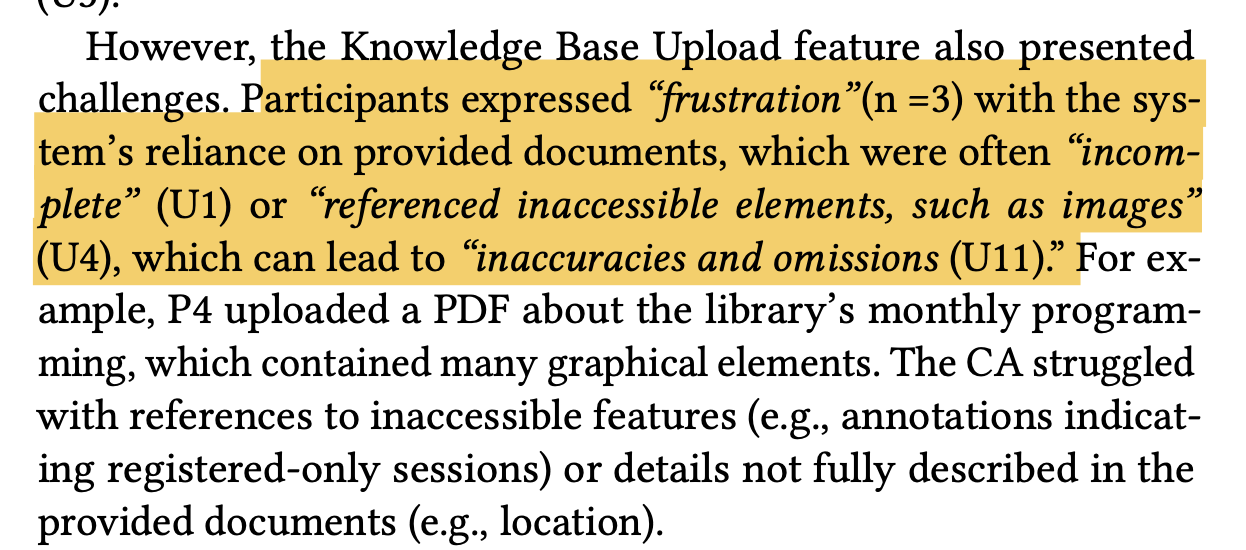 (U5).
However, the Knowledge Base Upload feature also presented
challenges. Participants expressed “frustration”(n =3) with the sys-
tem’s reliance on provided documents, which were often “incom-
plete” (U1) or “referenced inaccessible elements, such as images”
(U4), which can lead to “inaccuracies and omissions (U11).” For ex-
ample, P4 uploaded a PDF about the library’s monthly program-
ming, which contained many graphical elements. The CA struggled
with references to inaccessible features (e.g., annotations indicat-
ing registered-only sessions) or details not fully described in the
provided documents (e.g., location).